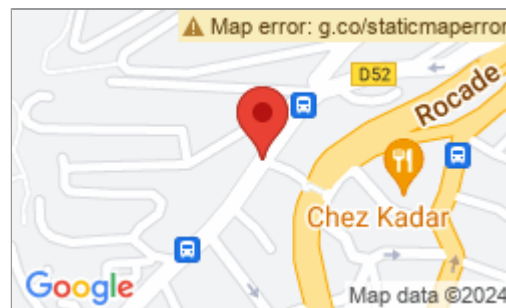 Map error: g.co/staticmaperror
D52
Rocade
Chez Kadar
Google
Map data ©2024